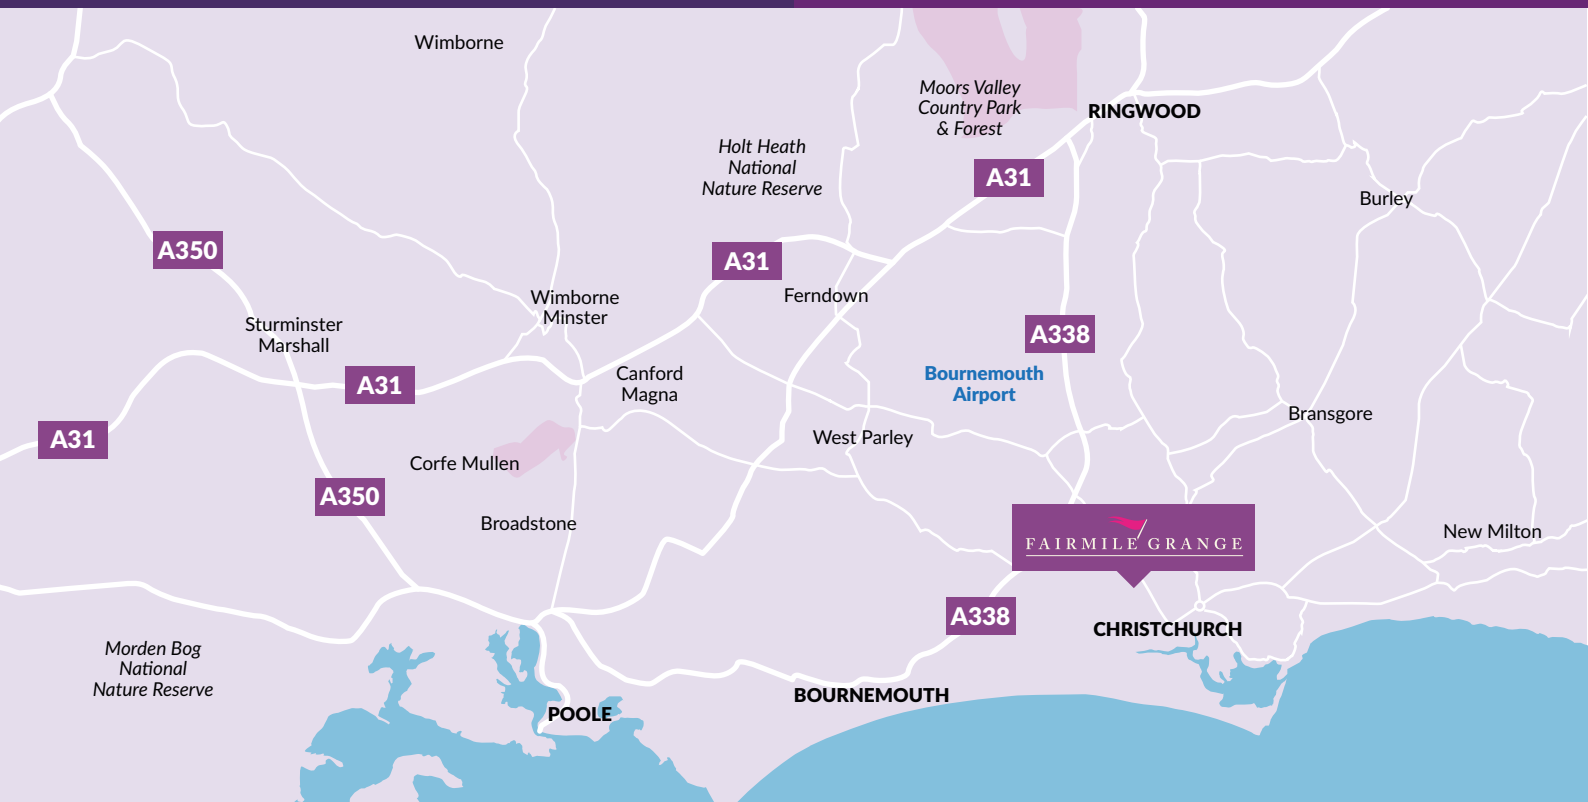 Wimborne
Moors Valley
Country Park
& Forest
RINGWOOD
Holt Heath
National
Nature Reserve
A31
Burley
A350
A31
Ferndown
Wimborne
Minster
Sturminster
Marshall
A338
A31
Canford
Magna
Bournemouth
Airport
Bransgore
A31
West Parley
Corfe Mullen
A350
Broadstone
New Milton
FAIRMILE GRANGE
A338
CHRISTCHURCH
Morden Bog
National
Nature Reserve
BOURNEMOUTH
POOLE